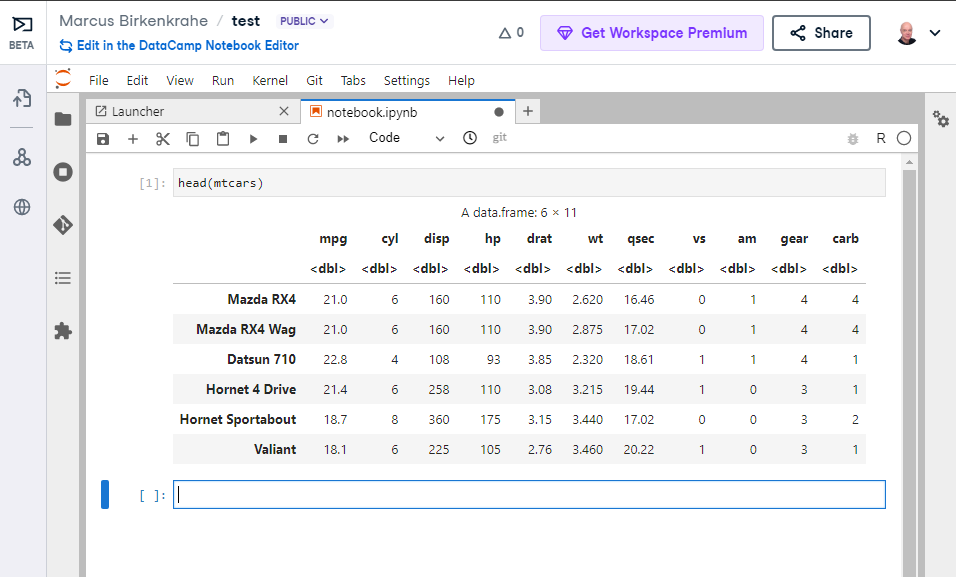 Marcus Birkenkrahe / test PUBLIC
BETA
Edit in the DataCamp Notebook Editor
0
Get Workspace Premium
Share
File Edit View Run Kernel Git Tabs Settings Help
Launcher
notebook.ipynb
Code
git
R
[1]: head(mtcars)
A data.frame: 6 × 11
mpg cyl disp hp drat wt qsec vs am gear carb
<dbl> <dbl> <dbl> <dbl> <dbl> <dbl> <dbl> <dbl> <dbl> <dbl> <dbl>
Mazda RX4 21.0 6 160 110 3.90 2.620 16.46 0 1 4 4
Mazda RX4 Wag 21.0 6 160 110 3.90 2.875 17.02 0 1 4 4
Datsun 710 22.8 4 108 93 3.85 2.320 18.61 1 1 4 1
Hornet 4 Drive 21.4 6 258 110 3.08 3.215 19.44 1 0 3 1
Hornet Sportabout 18.7 8 360 175 3.15 3.440 17.02 0 0 3 2
Valiant 18.1 6 225 105 2.76 3.460 20.22 1 0 3 1
[ ]: